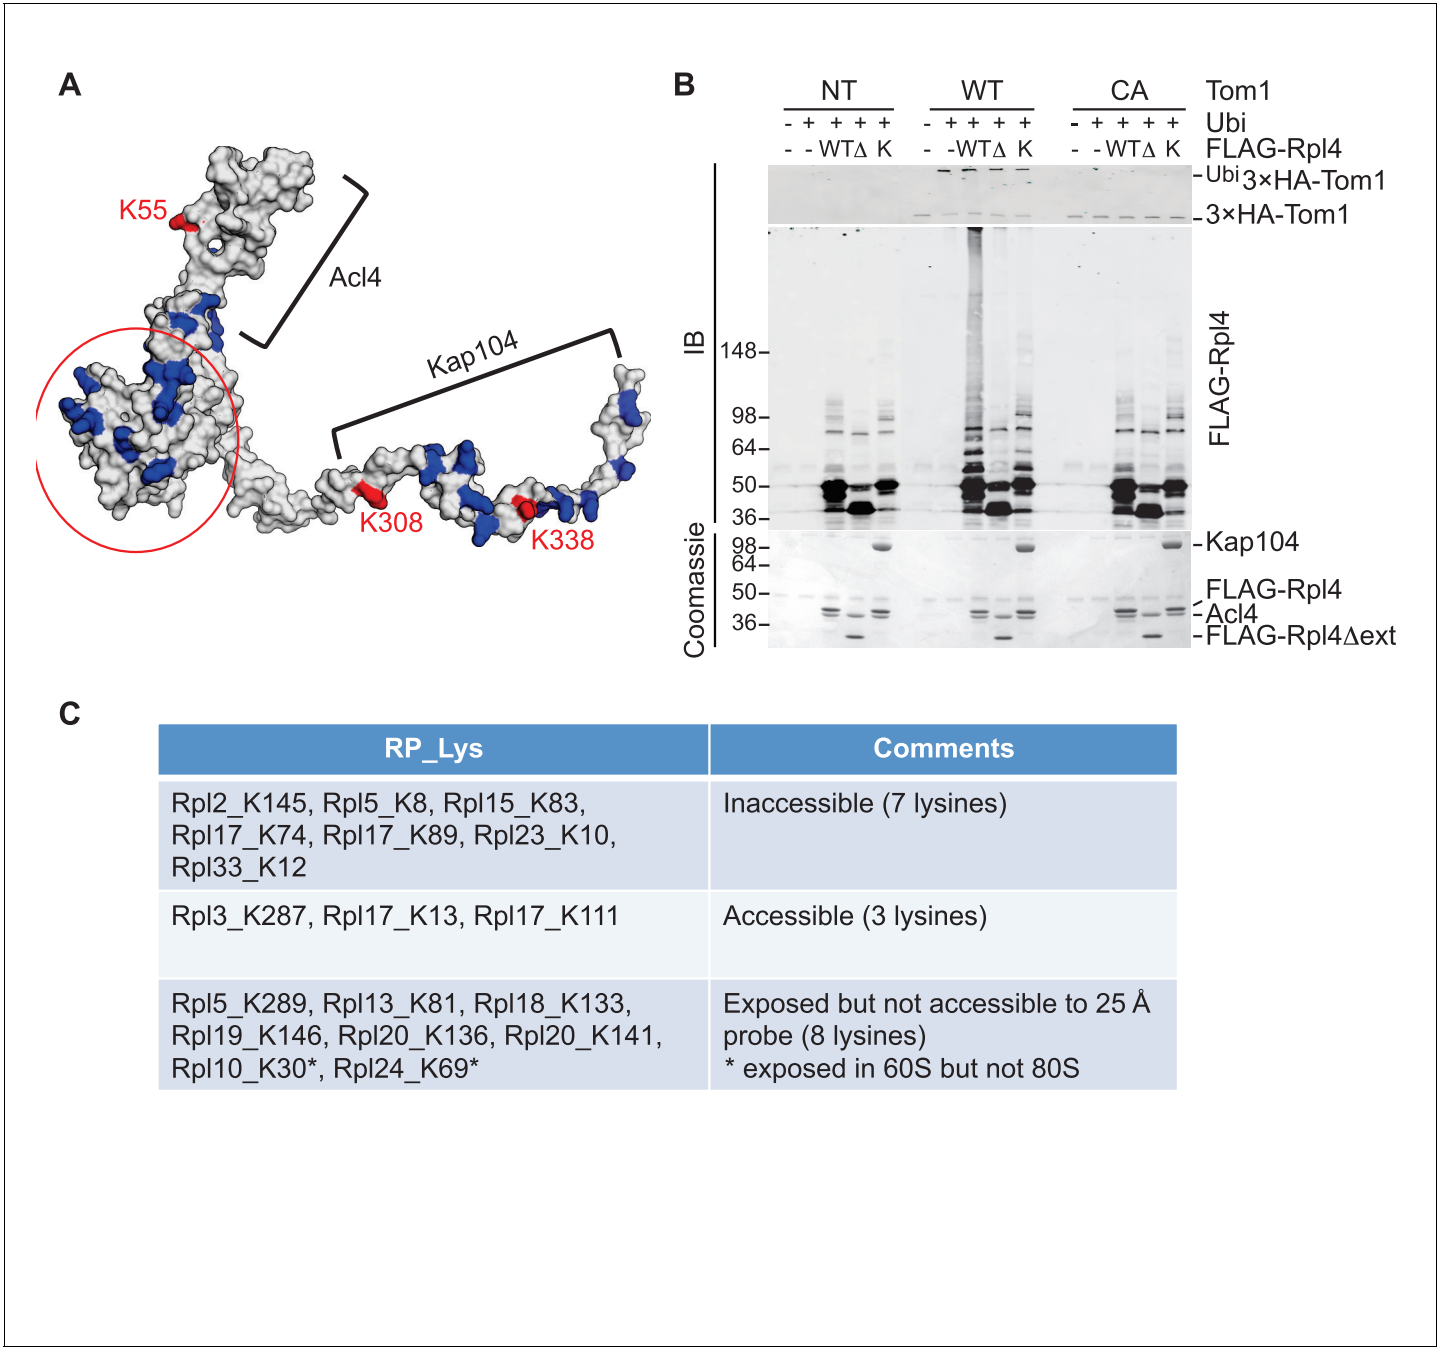 A
K55
Acl4
Kap104
K308
K338
B
NT WT CA Tom1
- + + + + - + + + + - + + + + Ubi
- - WT Δ K - - WT Δ K - - WT Δ K FLAG-Rpl4
Ubi3×HA-Tom1
3×HA-Tom1
IB
148
98
64
50
36
FLAG-Rpl4
Coomassie
98
64
50
36
Kap104
FLAG-Rpl4
Acl4
FLAG-Rpl4Δext
C
RP_Lys Comments
Rpl2_K145, Rpl5_K8, Rpl15_K83,
Rpl17_K74, Rpl17_K89, Rpl23_K10,
Rpl33_K12
Inaccessible (7 lysines)
Rpl3_K287, Rpl17_K13, Rpl17_K111
Accessible (3 lysines)
Rpl5_K289, Rpl13_K81, Rpl18_K133,
Rpl19_K146, Rpl20_K136, Rpl20_K141,
Rpl10_K30*, Rpl24_K69*
Exposed but not accessible to 25 Å
probe (8 lysines)
* exposed in 60S but not 80S